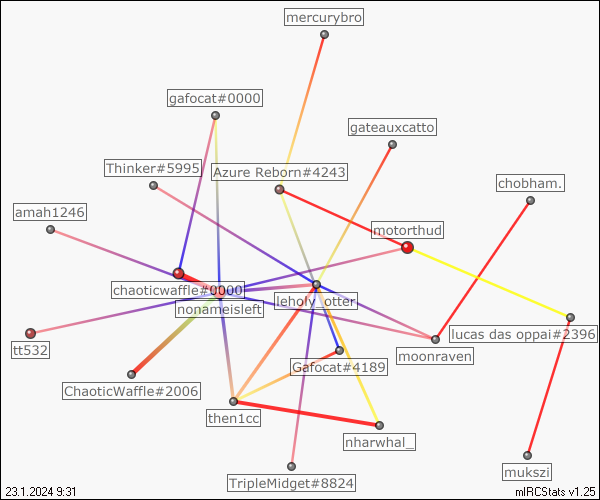 mercurybro
gafocat#0000
gateauxcatto
Thinker#5995
Azure Reborn#4243
chobham.
amah1246
motorthud
chaoticwaffle#0000
leholy_otter
nonameisleft
lucas das oppai#2396
tt532
moonraven
Gafocat#4189
ChaoticWaffle#2006
then1cc
nharwhal_
mukszi
TripleMidget#8824
23.1.2024 9:31
mIRCStats v1.25